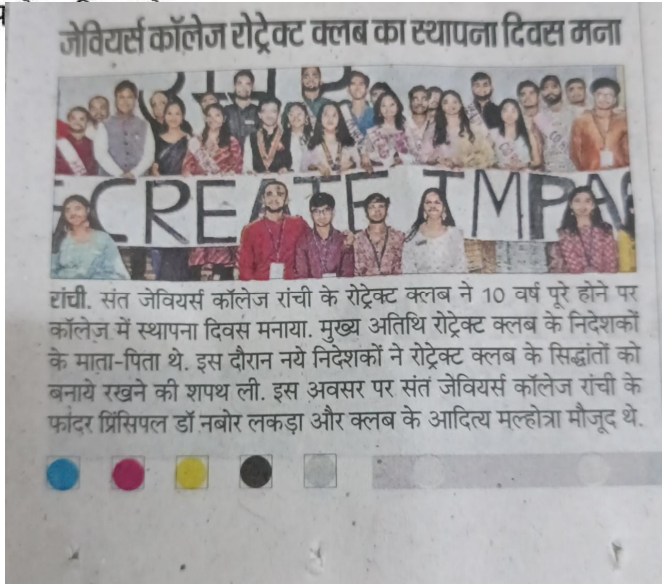 जेवियर्स कॉलेज रोट्रेक्ट क्लब का स्थापना दिवस मना
CREATE IMPA
रांची. संत जेवियर्स कॉलेज रांची के रोट्रेक्ट क्लब ने 10 वर्ष पूरे होने पर
कॉलेज में स्थापना दिवस मनाया. मुख्य अतिथि रोट्रेक्ट क्लब के निदेशकों
के माता-पिता थे. इस दौरान नये निदेशकों ने रोट्रेक्ट क्लब के सिद्धांतों को
बनाये रखने की शपथ ली. इस अवसर पर संत जेवियर्स कॉलेज रांची के
फादर प्रिंसिपल डॉ नबोर लकड़ा और क्लब के आदित्य मल्होत्रा मौजूद थे.